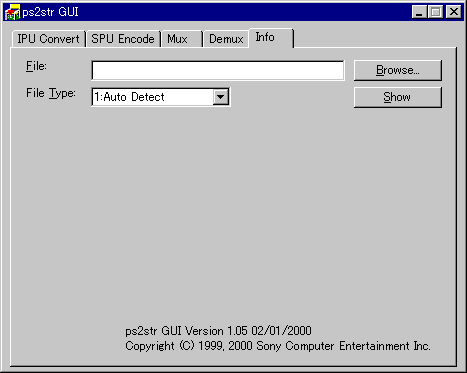 ps2str GUI
IPU Convert SPU Encode Mux Demux Info
File: Browse...
File Type: 1:Auto Detect Show
ps2str GUI Version 1.05 02/01/2000
Copyright (C) 1999, 2000 Sony Computer Entertainment Inc.